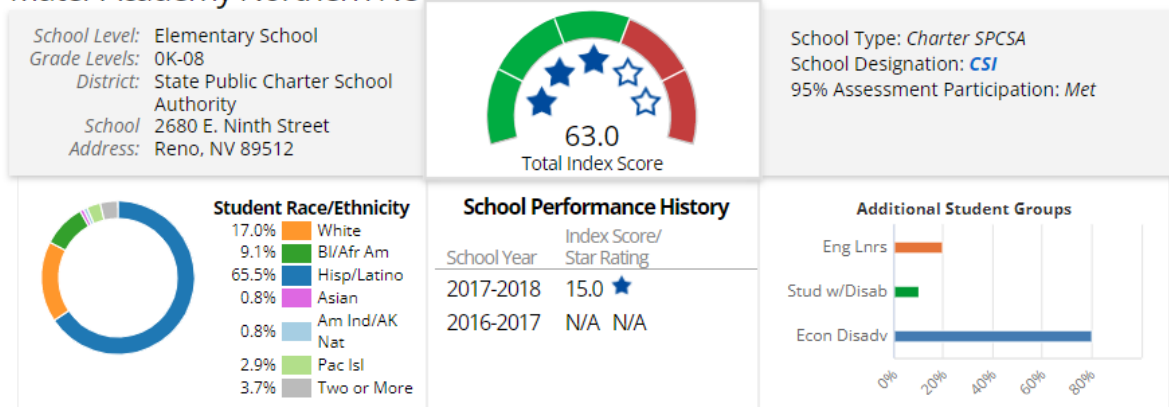 School Level: Elementary School
Grade Levels: 0K-08
District: State Public Charter School
Authority
School 2680 E. Ninth Street
Address: Reno, NV 89512
63.0
Total Index Score
School Type: Charter SPCSA
School Designation: CSI
95% Assessment Participation: Met
Student Race/Ethnicity
17.0% White
9.1% Bl/Afr Am
65.5% Hisp/Latino
0.8% Asian
0.8% Am Ind/AK
Nat
2.9% Pac Isl
3.7% Two or More
School Performance History
Index Score/
School Year Star Rating
2017-2018 15.0
2016-2017 N/A N/A
Additional Student Groups
Eng Lnrs
Stud w/Disab
Econ Disadv
0% 20% 40% 60% 80%